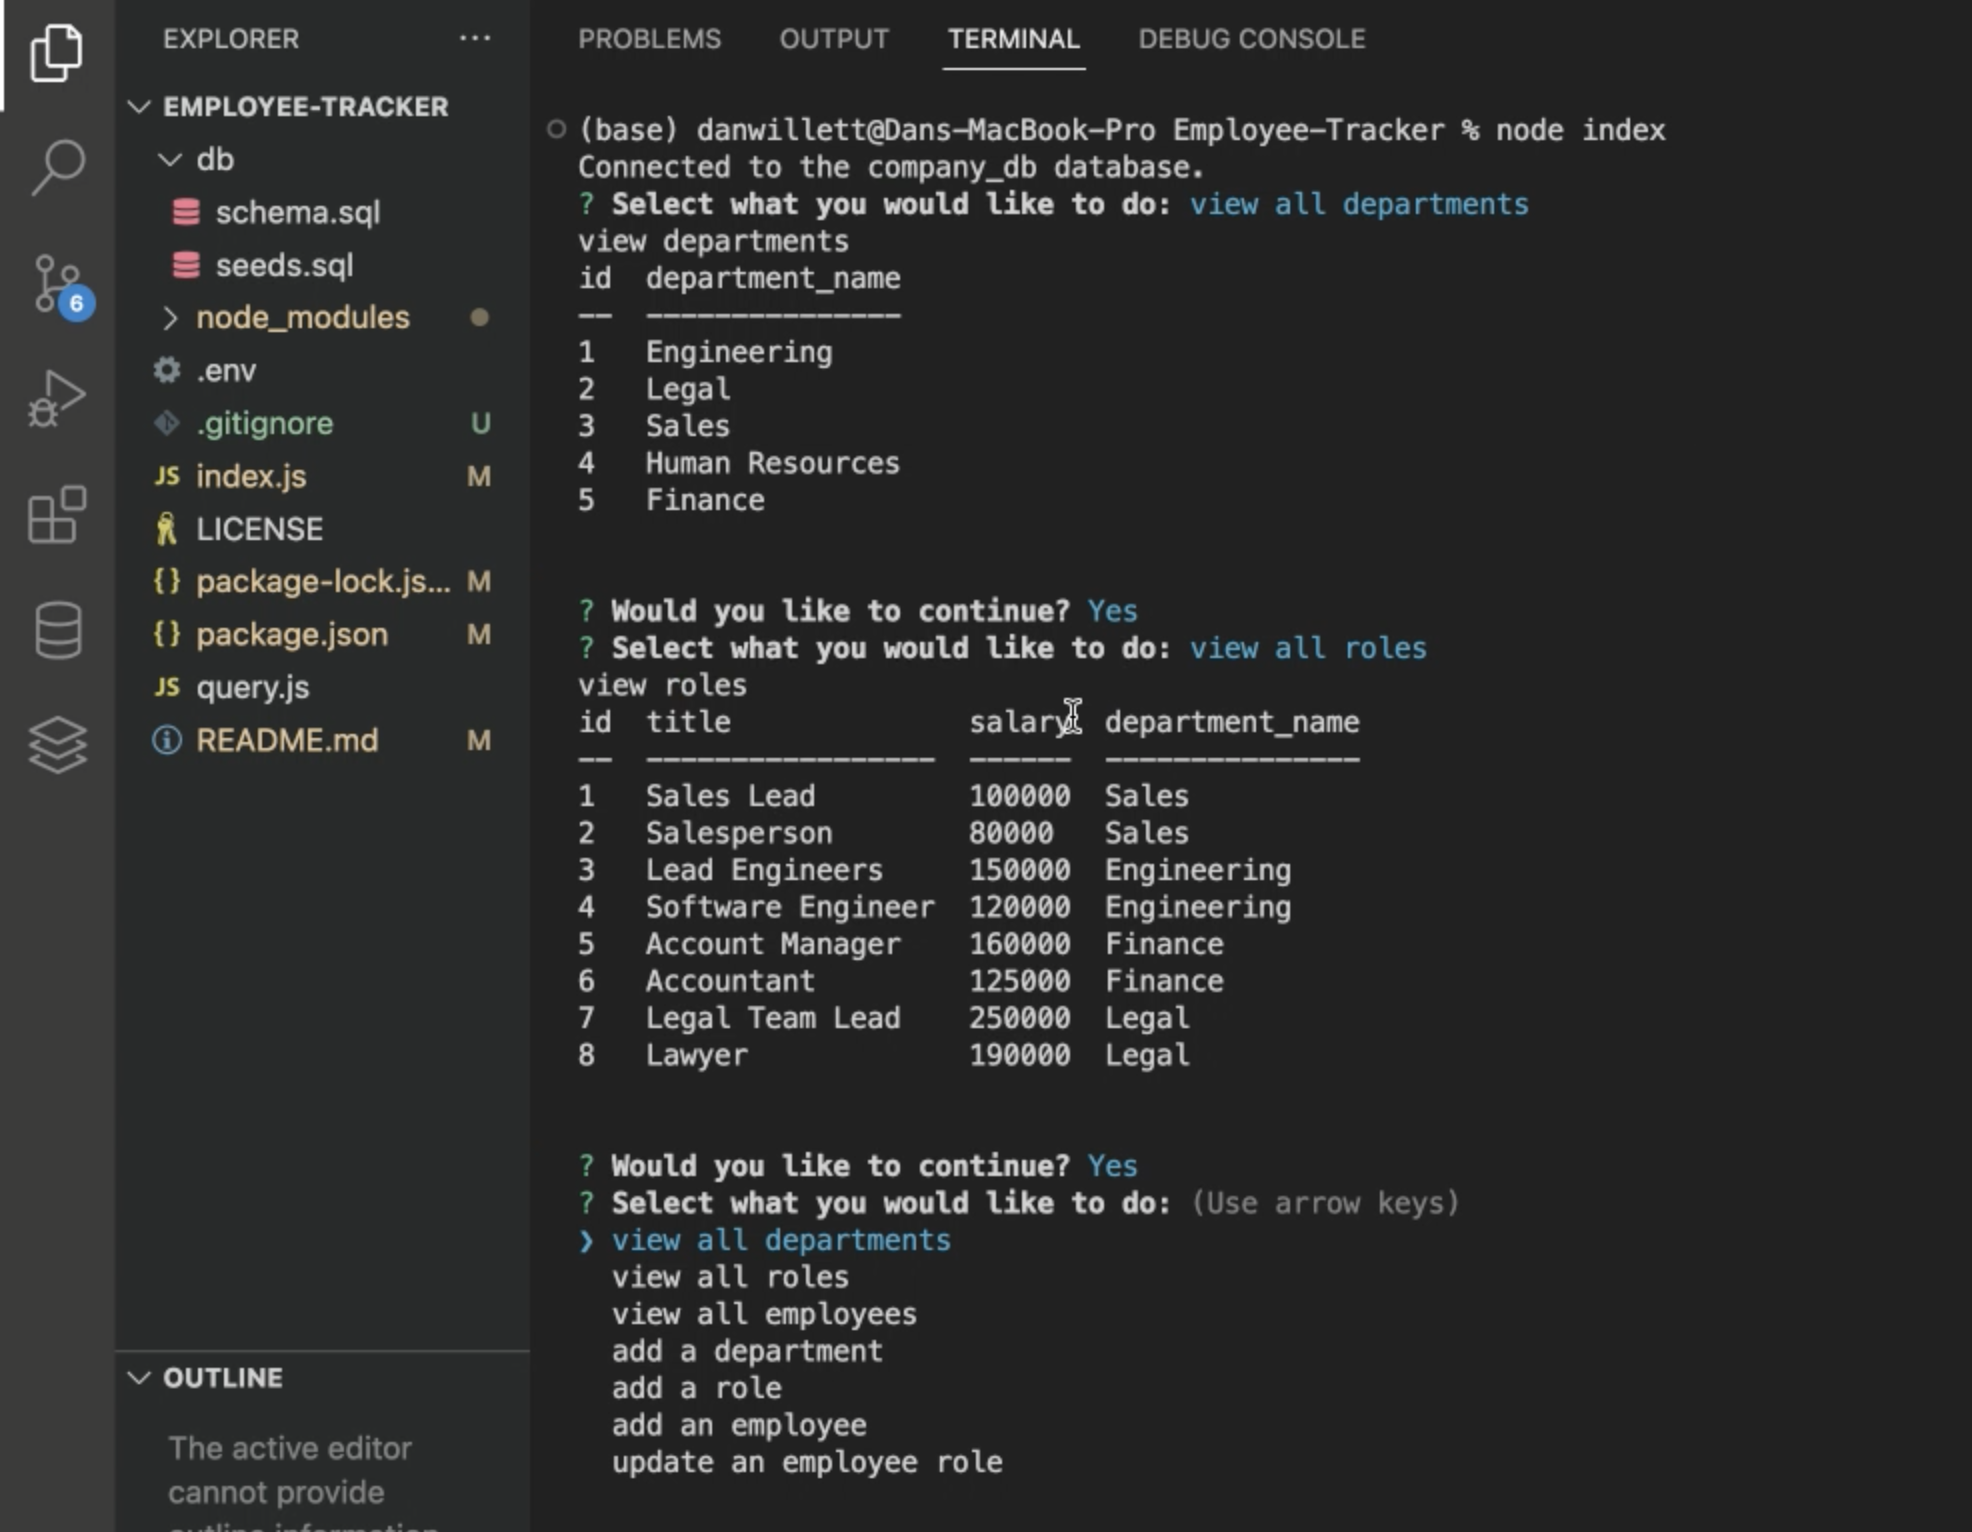 EXPLORER ...
EMPLOYEE-TRACKER
db
schema.sql
seeds.sql
6
node_modules
.env
.gitignore U
JS index.js M
LICENSE
{} package-lock.js... M
{} package.json M
JS query.js
README.md M
OUTLINE
The active editor
cannot provide
outline information
PROBLEMS OUTPUT TERMINAL DEBUG CONSOLE
(base) danwillett@Dans-MacBook-Pro Employee-Tracker % node index
Connected to the company_db database.
? Select what you would like to do: view all departments
view departments
id department_name
-- ---------------
1 Engineering
2 Legal
3 Sales
4 Human Resources
5 Finance
? Would you like to continue? Yes
? Select what you would like to do: view all roles
view roles
id title salary department_name
-- ----------------- ------ ---------------
1 Sales Lead 100000 Sales
2 Salesperson 80000 Sales
3 Lead Engineers 150000 Engineering
4 Software Engineer 120000 Engineering
5 Account Manager 160000 Finance
6 Accountant 125000 Finance
7 Legal Team Lead 250000 Legal
8 Lawyer 190000 Legal
? Would you like to continue? Yes
? Select what you would like to do: (Use arrow keys)
❯ view all departments
view all roles
view all employees
add a department
add a role
add an employee
update an employee role